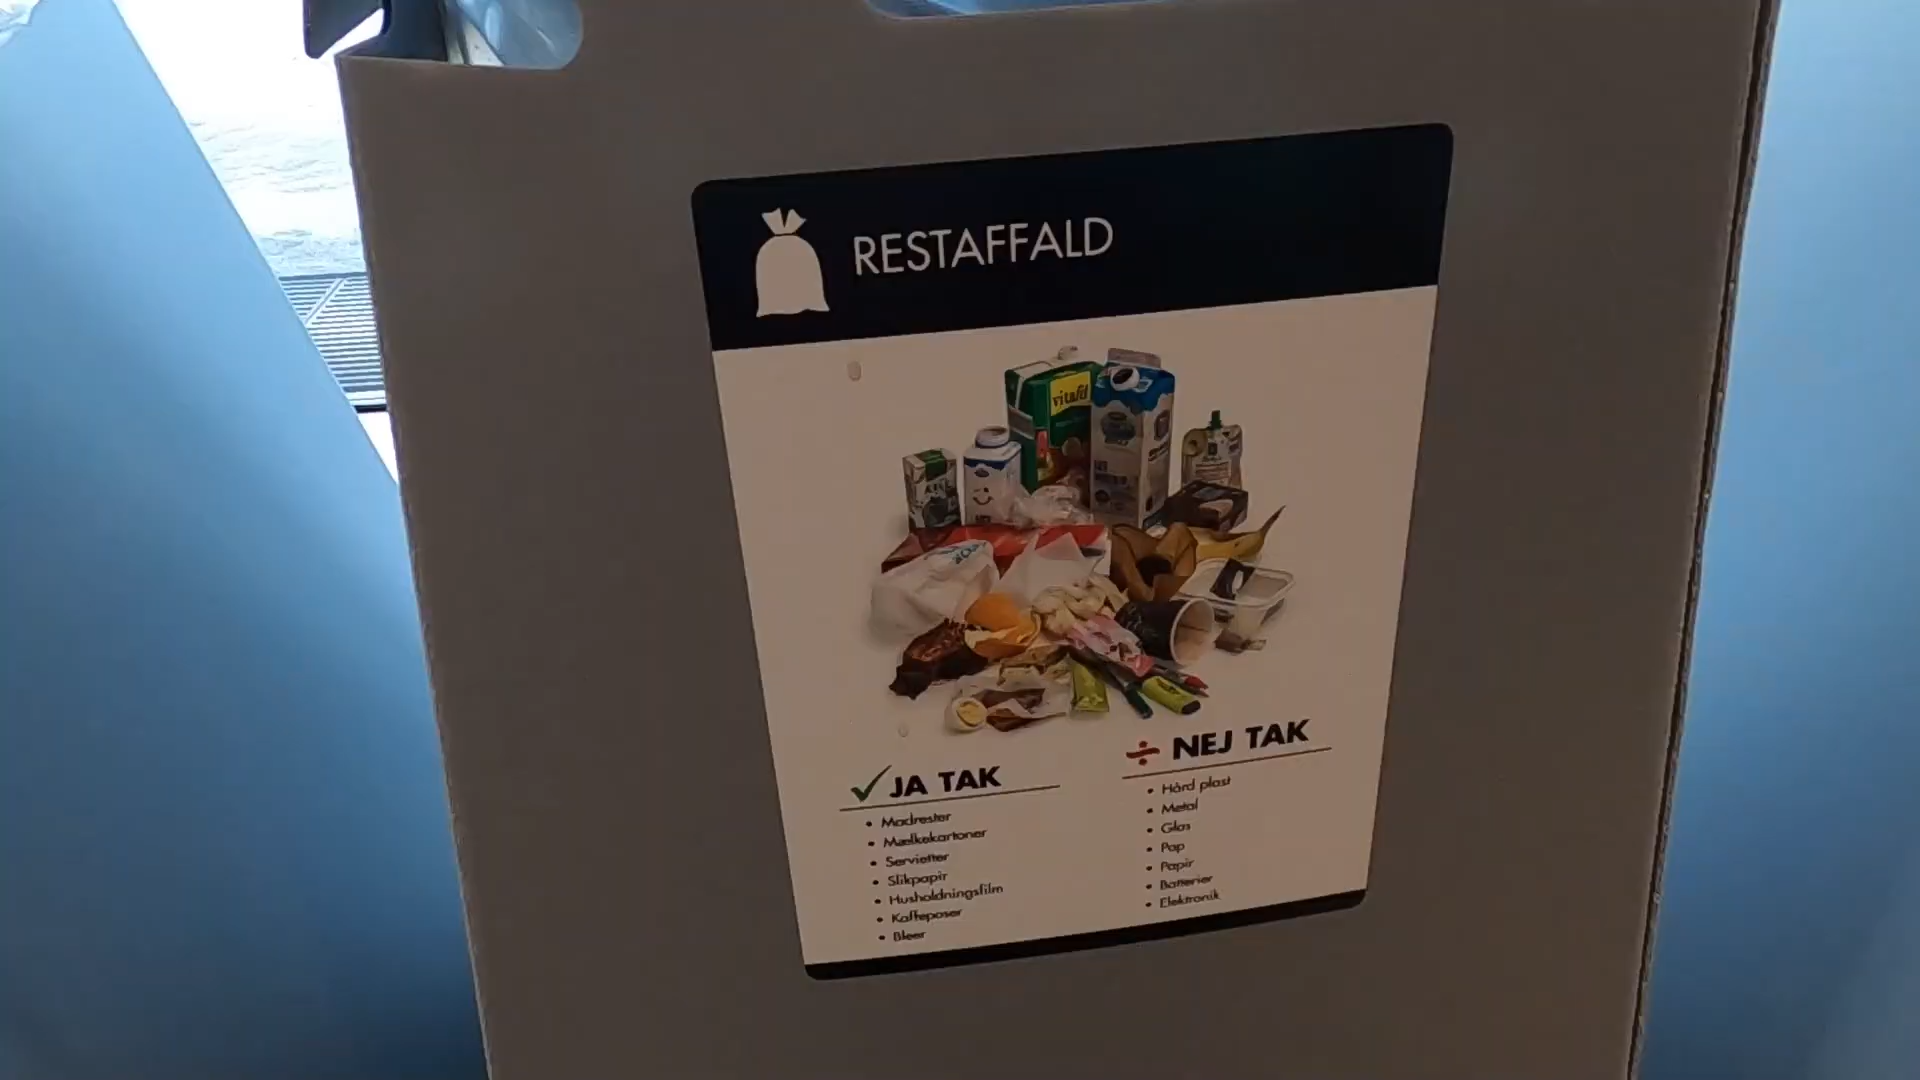 RESTAFFALD
vitafit
JA TAK
Madrester
Mælkekartoner
Servietter
Slikpapir
Husholdningsfilm
Kaffeposer
Bleer
÷ NEJ TAK
Hård plast
Metal
Glas
Pap
Papir
Batterier
Elektronik